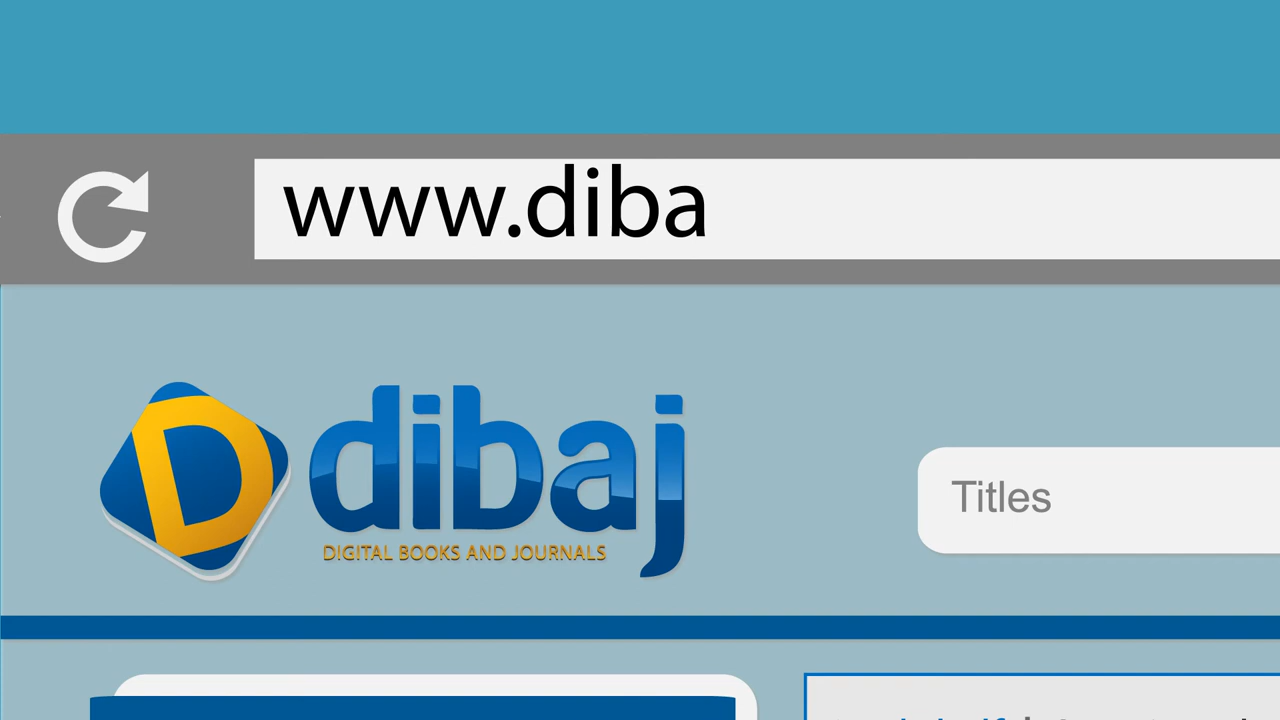 www.diba
D
dibaj
DIGITAL BOOKS AND JOURNALS
Titles